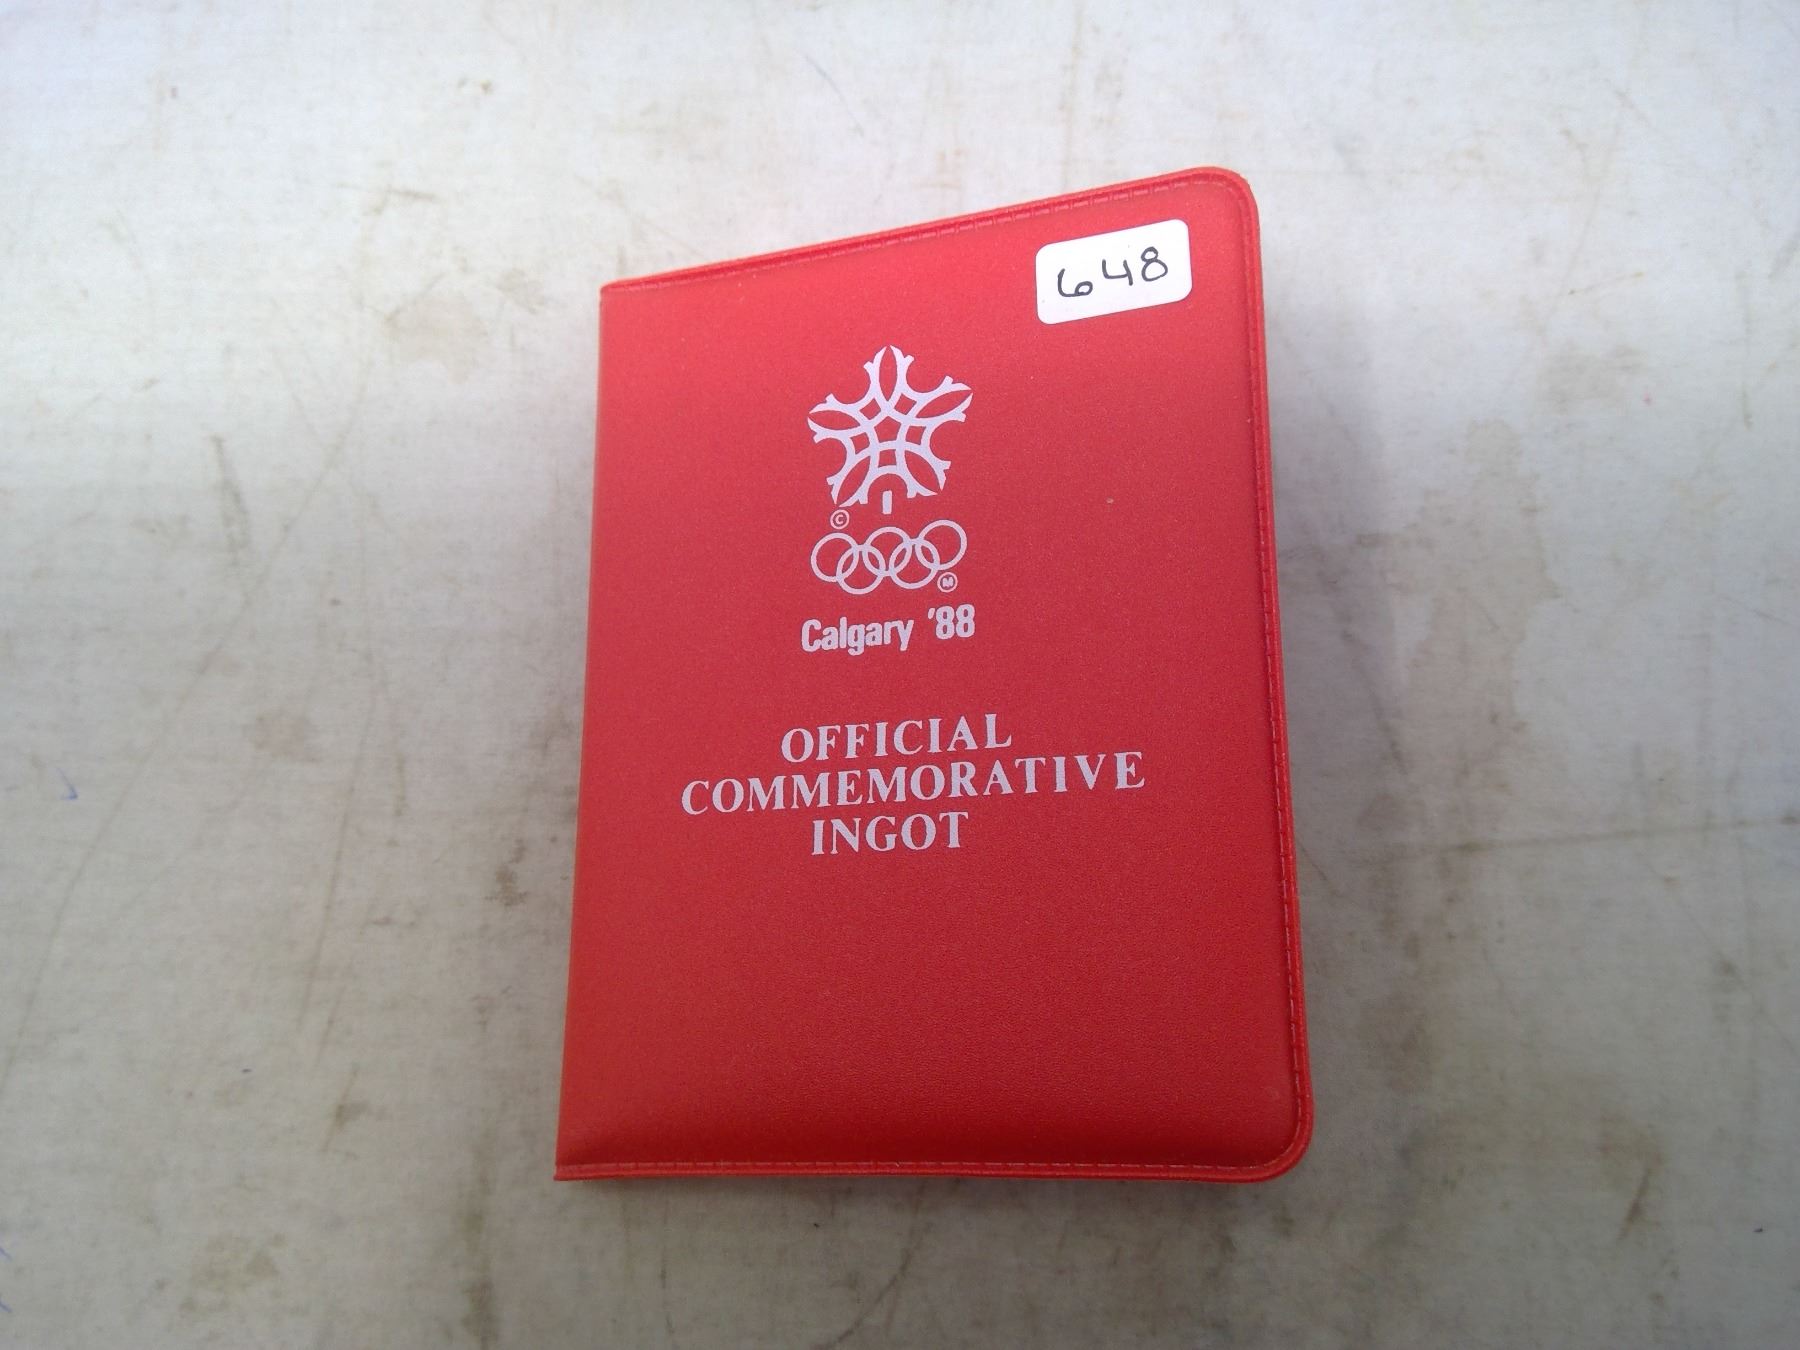 648
©
M
Calgary '88
OFFICIAL
COMMEMORATIVE
INGOT